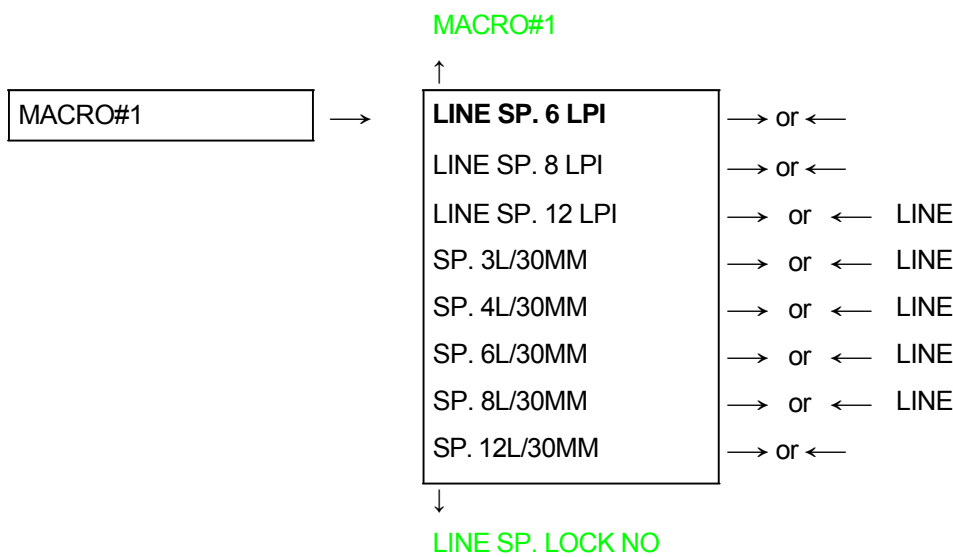 MACRO#1
↑
MACRO#1 → LINE SP. 6 LPI → or ←
LINE SP. 8 LPI → or ←
LINE SP. 12 LPI → or ← LINE
SP. 3L/30MM → or ← LINE
SP. 4L/30MM → or ← LINE
SP. 6L/30MM → or ← LINE
SP. 8L/30MM → or ← LINE
SP. 12L/30MM → or ←
↓
LINE SP. LOCK NO